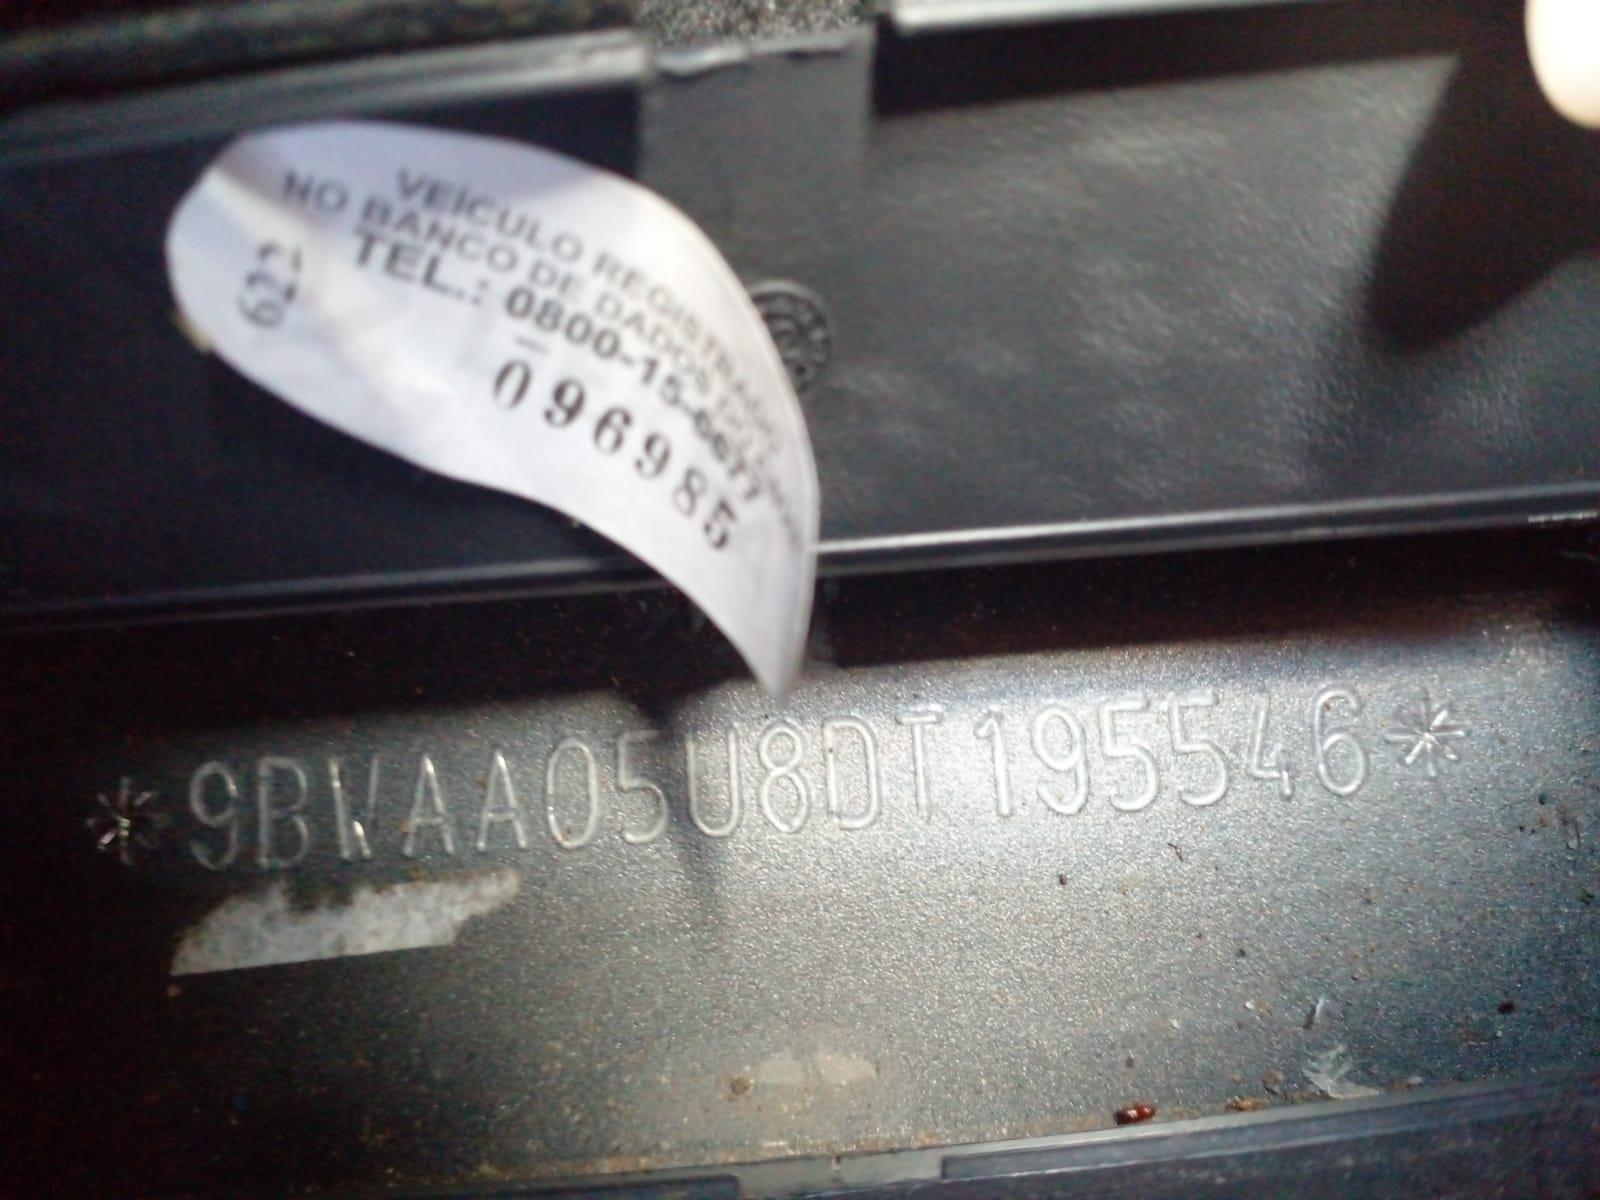 VEÍCULO REGISTRADO
NO BANCO DE DADOS
TEL.: 0800-15-6677
096985
*9BWAA05U8DT195546*